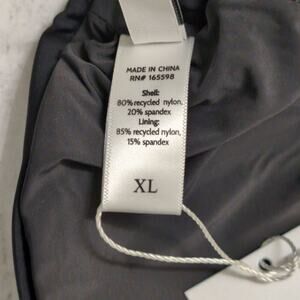 MADE IN CHINA
RN# 165598
Shell:
80% recycled nylon,
20% spandex
Lining:
85% recycled nylon,
15% spandex
XL